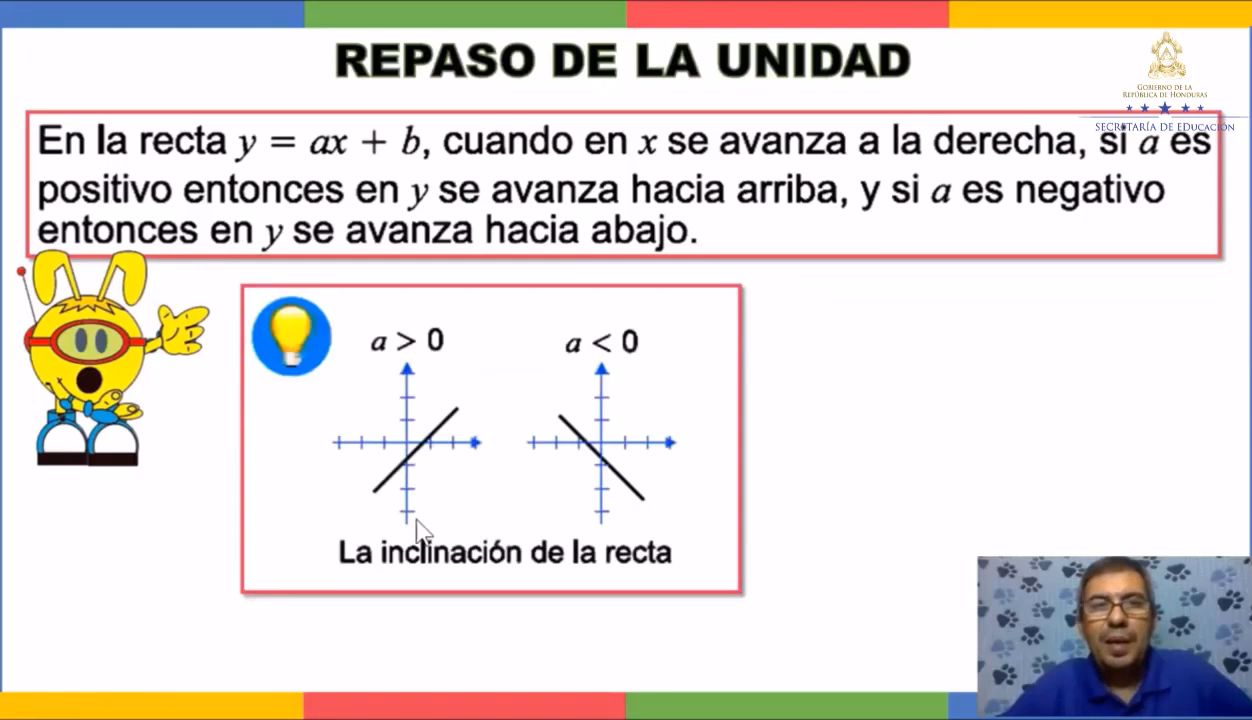 REPASO DE LA UNIDAD
GOBIERNO DE LA
REPÚBLICA DE HONDURAS
SECRETARÍA DE EDUCACIÓN
En la recta y = ax + b, cuando en x se avanza a la derecha, si a es
positivo entonces en y se avanza hacia arriba, y si a es negativo
entonces en y se avanza hacia abajo.
a > 0
a < 0
La inclinación de la recta